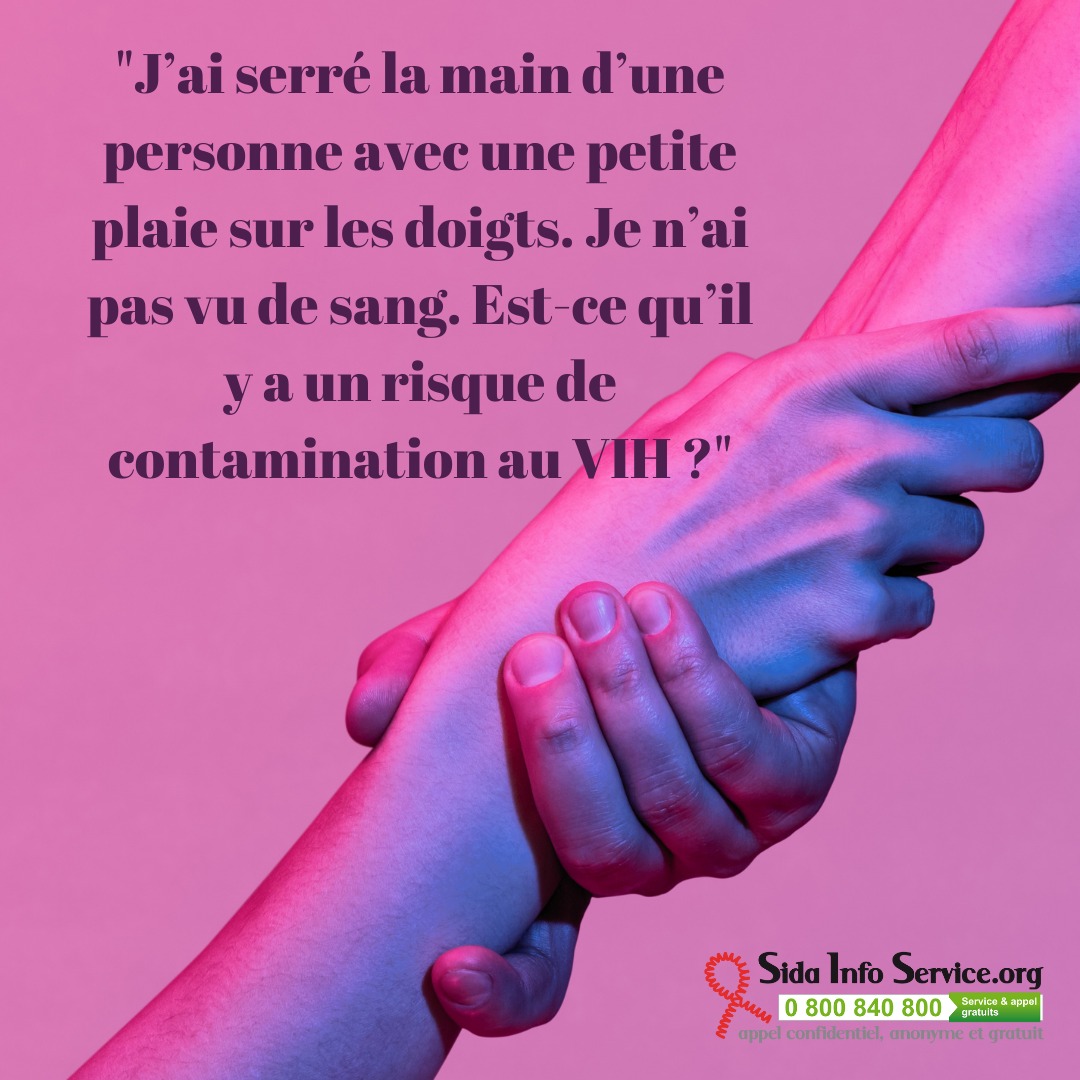 "J’ai serré la main d’une
personne avec une petite
plaie sur les doigts. Je n’ai
pas vu de sang. Est-ce qu’il
y a un risque de
contamination au VIH ?"
Sida Info Service.org
0 800 840 800 Service & appel
gratuits
appel confidentiel, anonyme et gratuit